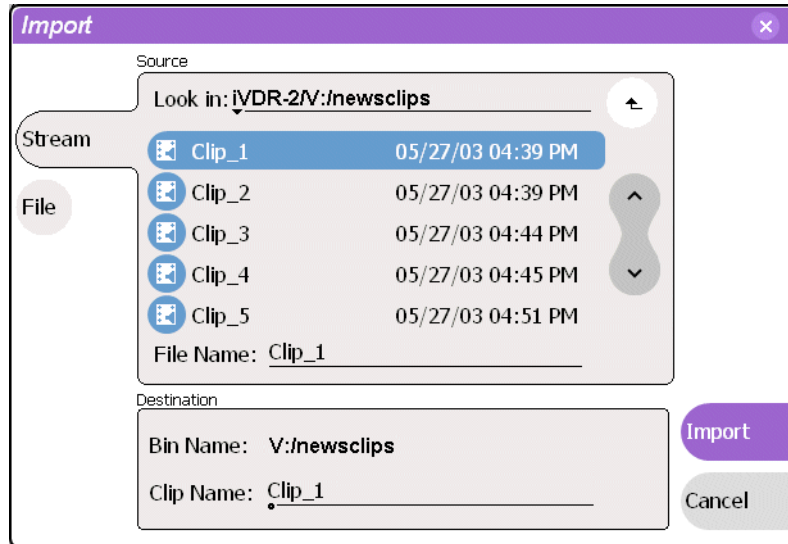 Import
Source
Look in: iVDR-2/V:/newsclips
Stream
File
Clip_1 05/27/03 04:39 PM
Clip_2 05/27/03 04:39 PM
Clip_3 05/27/03 04:44 PM
Clip_4 05/27/03 04:45 PM
Clip_5 05/27/03 04:51 PM
File Name: Clip_1
Destination
Bin Name: V:/newsclips
Clip Name: Clip_1
Import
Cancel